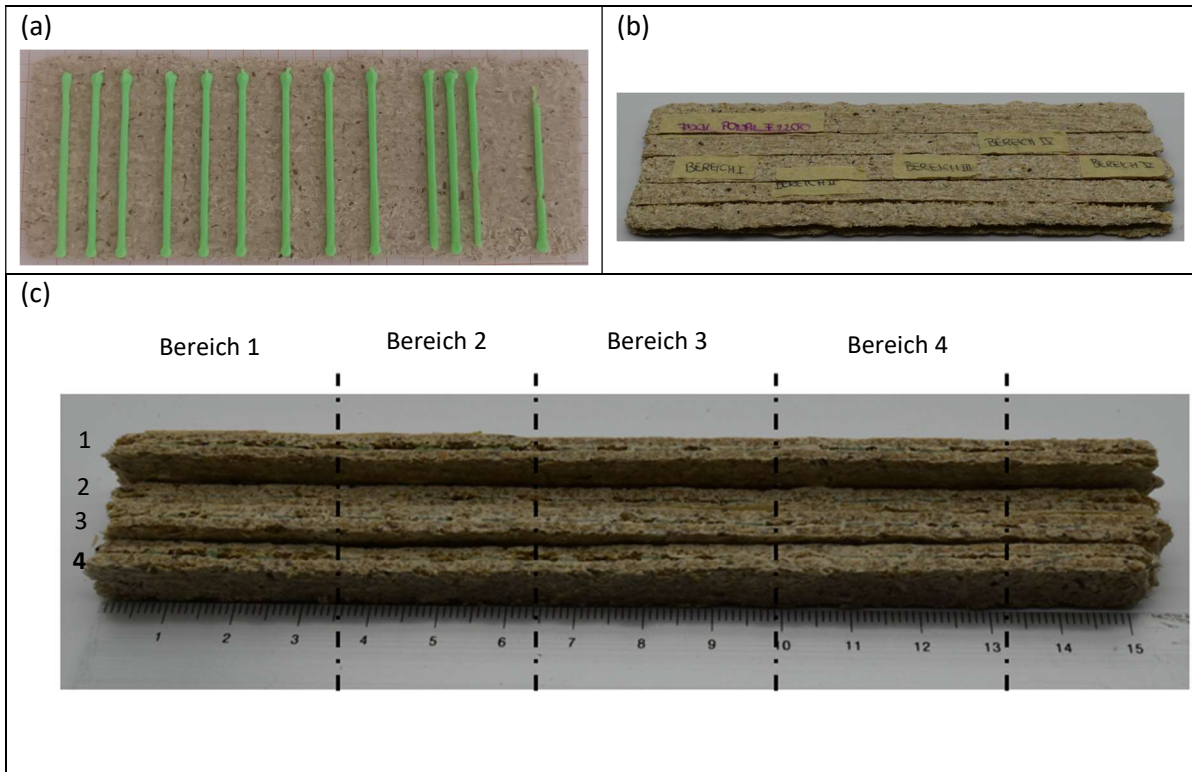 (a)
(b)
BEREICH IV
BEREICH I
BEREICH III
BEREICH V
BEREICH II
(c)
Bereich 1
Bereich 2
Bereich 3
Bereich 4
1
2
3
4
1 2 3 4 5 6 7 8 9 10 11 12 13 14 15